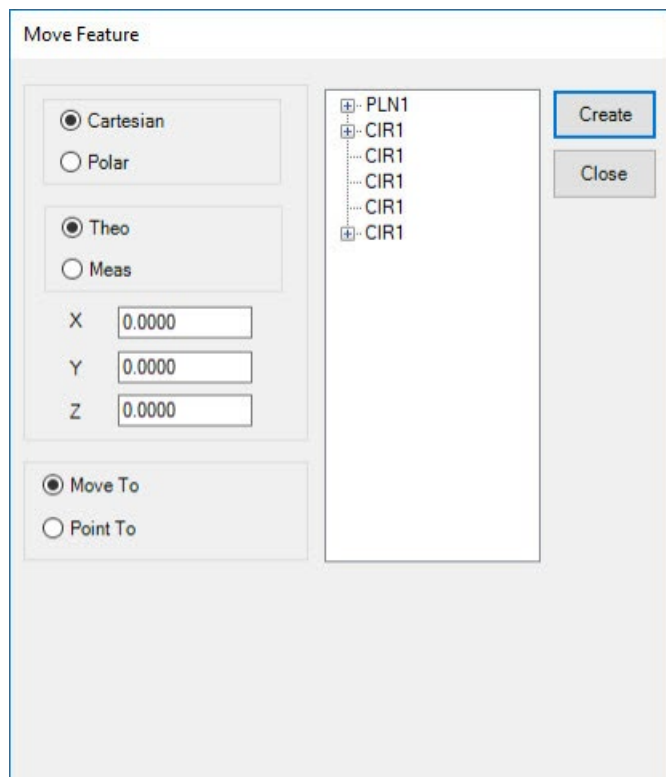 Move Feature
Cartesian
Polar
Theo
Meas
X 0.0000
Y 0.0000
Z 0.0000
Move To
Point To
PLN1
CIR1
CIR1
CIR1
CIR1
CIR1
Create
Close